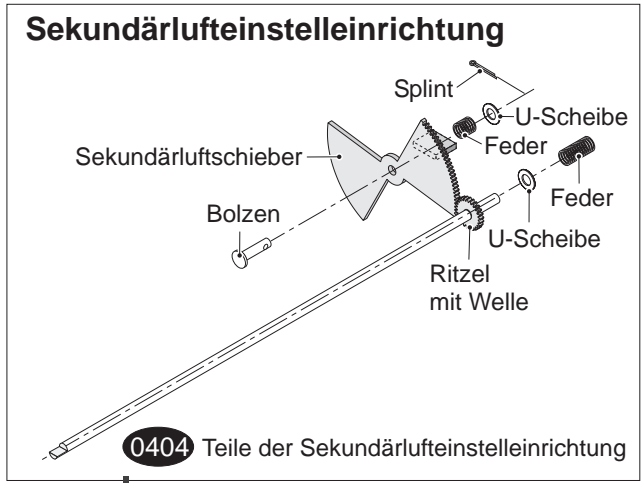 Sekundärlufteinstelleinrichtung
Splint
U-Scheibe
Feder
Sekundärluftschieber
Feder
Bolzen
U-Scheibe
Ritzel
mit Welle
0404 Teile der Sekundärlufteinstelleinrichtung